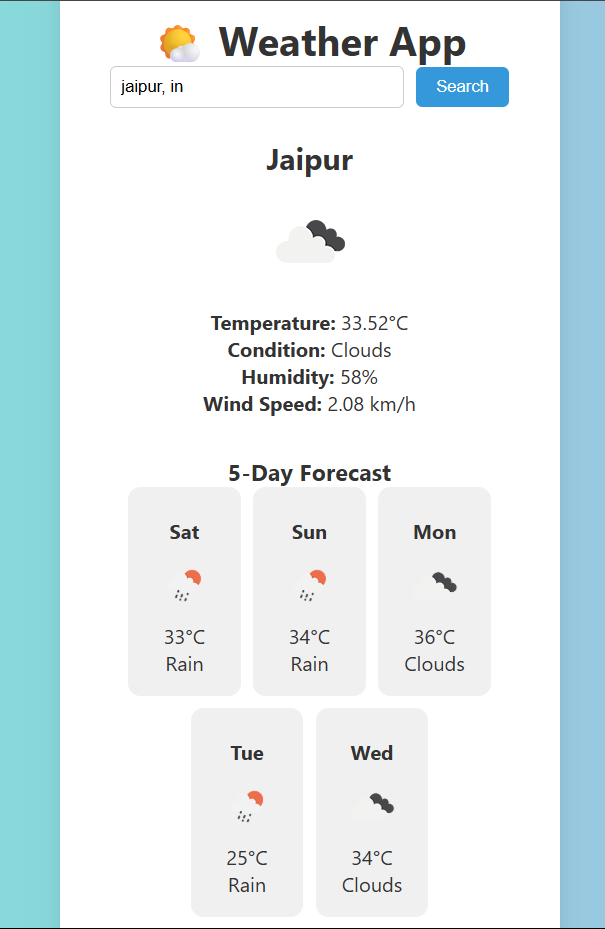 Weather App
jaipur, in
Search
Jaipur
Temperature: 33.52°C
Condition: Clouds
Humidity: 58%
Wind Speed: 2.08 km/h
5-Day Forecast
Sat
33°C
Rain
Sun
34°C
Rain
Mon
36°C
Clouds
Tue
25°C
Rain
Wed
34°C
Clouds